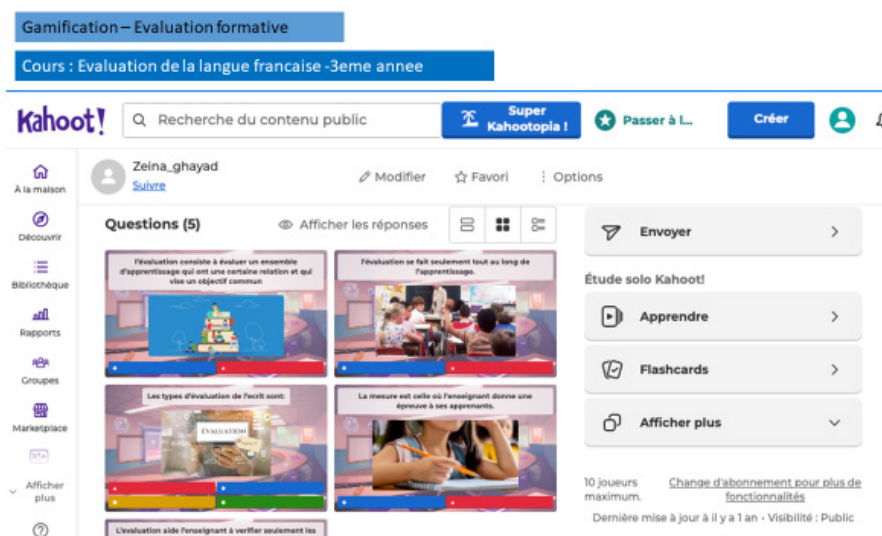 Gamification – Evaluation formative
Cours : Evaluation de la langue francaise -3eme annee
Kahoot!
Recherche du contenu public
Super
Kahootopia !
Passer à l...
Créer
À la maison
Découvrir
Bibliothèque
Rapports
Groupes
Marketplace
Afficher
plus
Zeina_ghayad
Suivre
Modifier
Favori
Options
Questions (5)
Afficher les réponses
l'évaluation consiste à évaluer un ensemble
d'apprentissage qui ont une certaine relation et qui
vise un objectif commun
l'évaluation se fait seulement tout au long de
l'apprentissage.
Les types d'évaluation de l'ecrit sont:
ÉVALUATION
La mesure est celle où l'enseignant donne une
épreuve à ses apprenants.
L'evaluation aide l'enseignant à vérifier seulement les
Envoyer
Étude solo Kahoot!
Apprendre
Flashcards
Afficher plus
10 joueurs
maximum.
Change d'abonnement pour plus de
fonctionnalités
Dernière mise à jour à il y a 1 an • Visibilité : Public